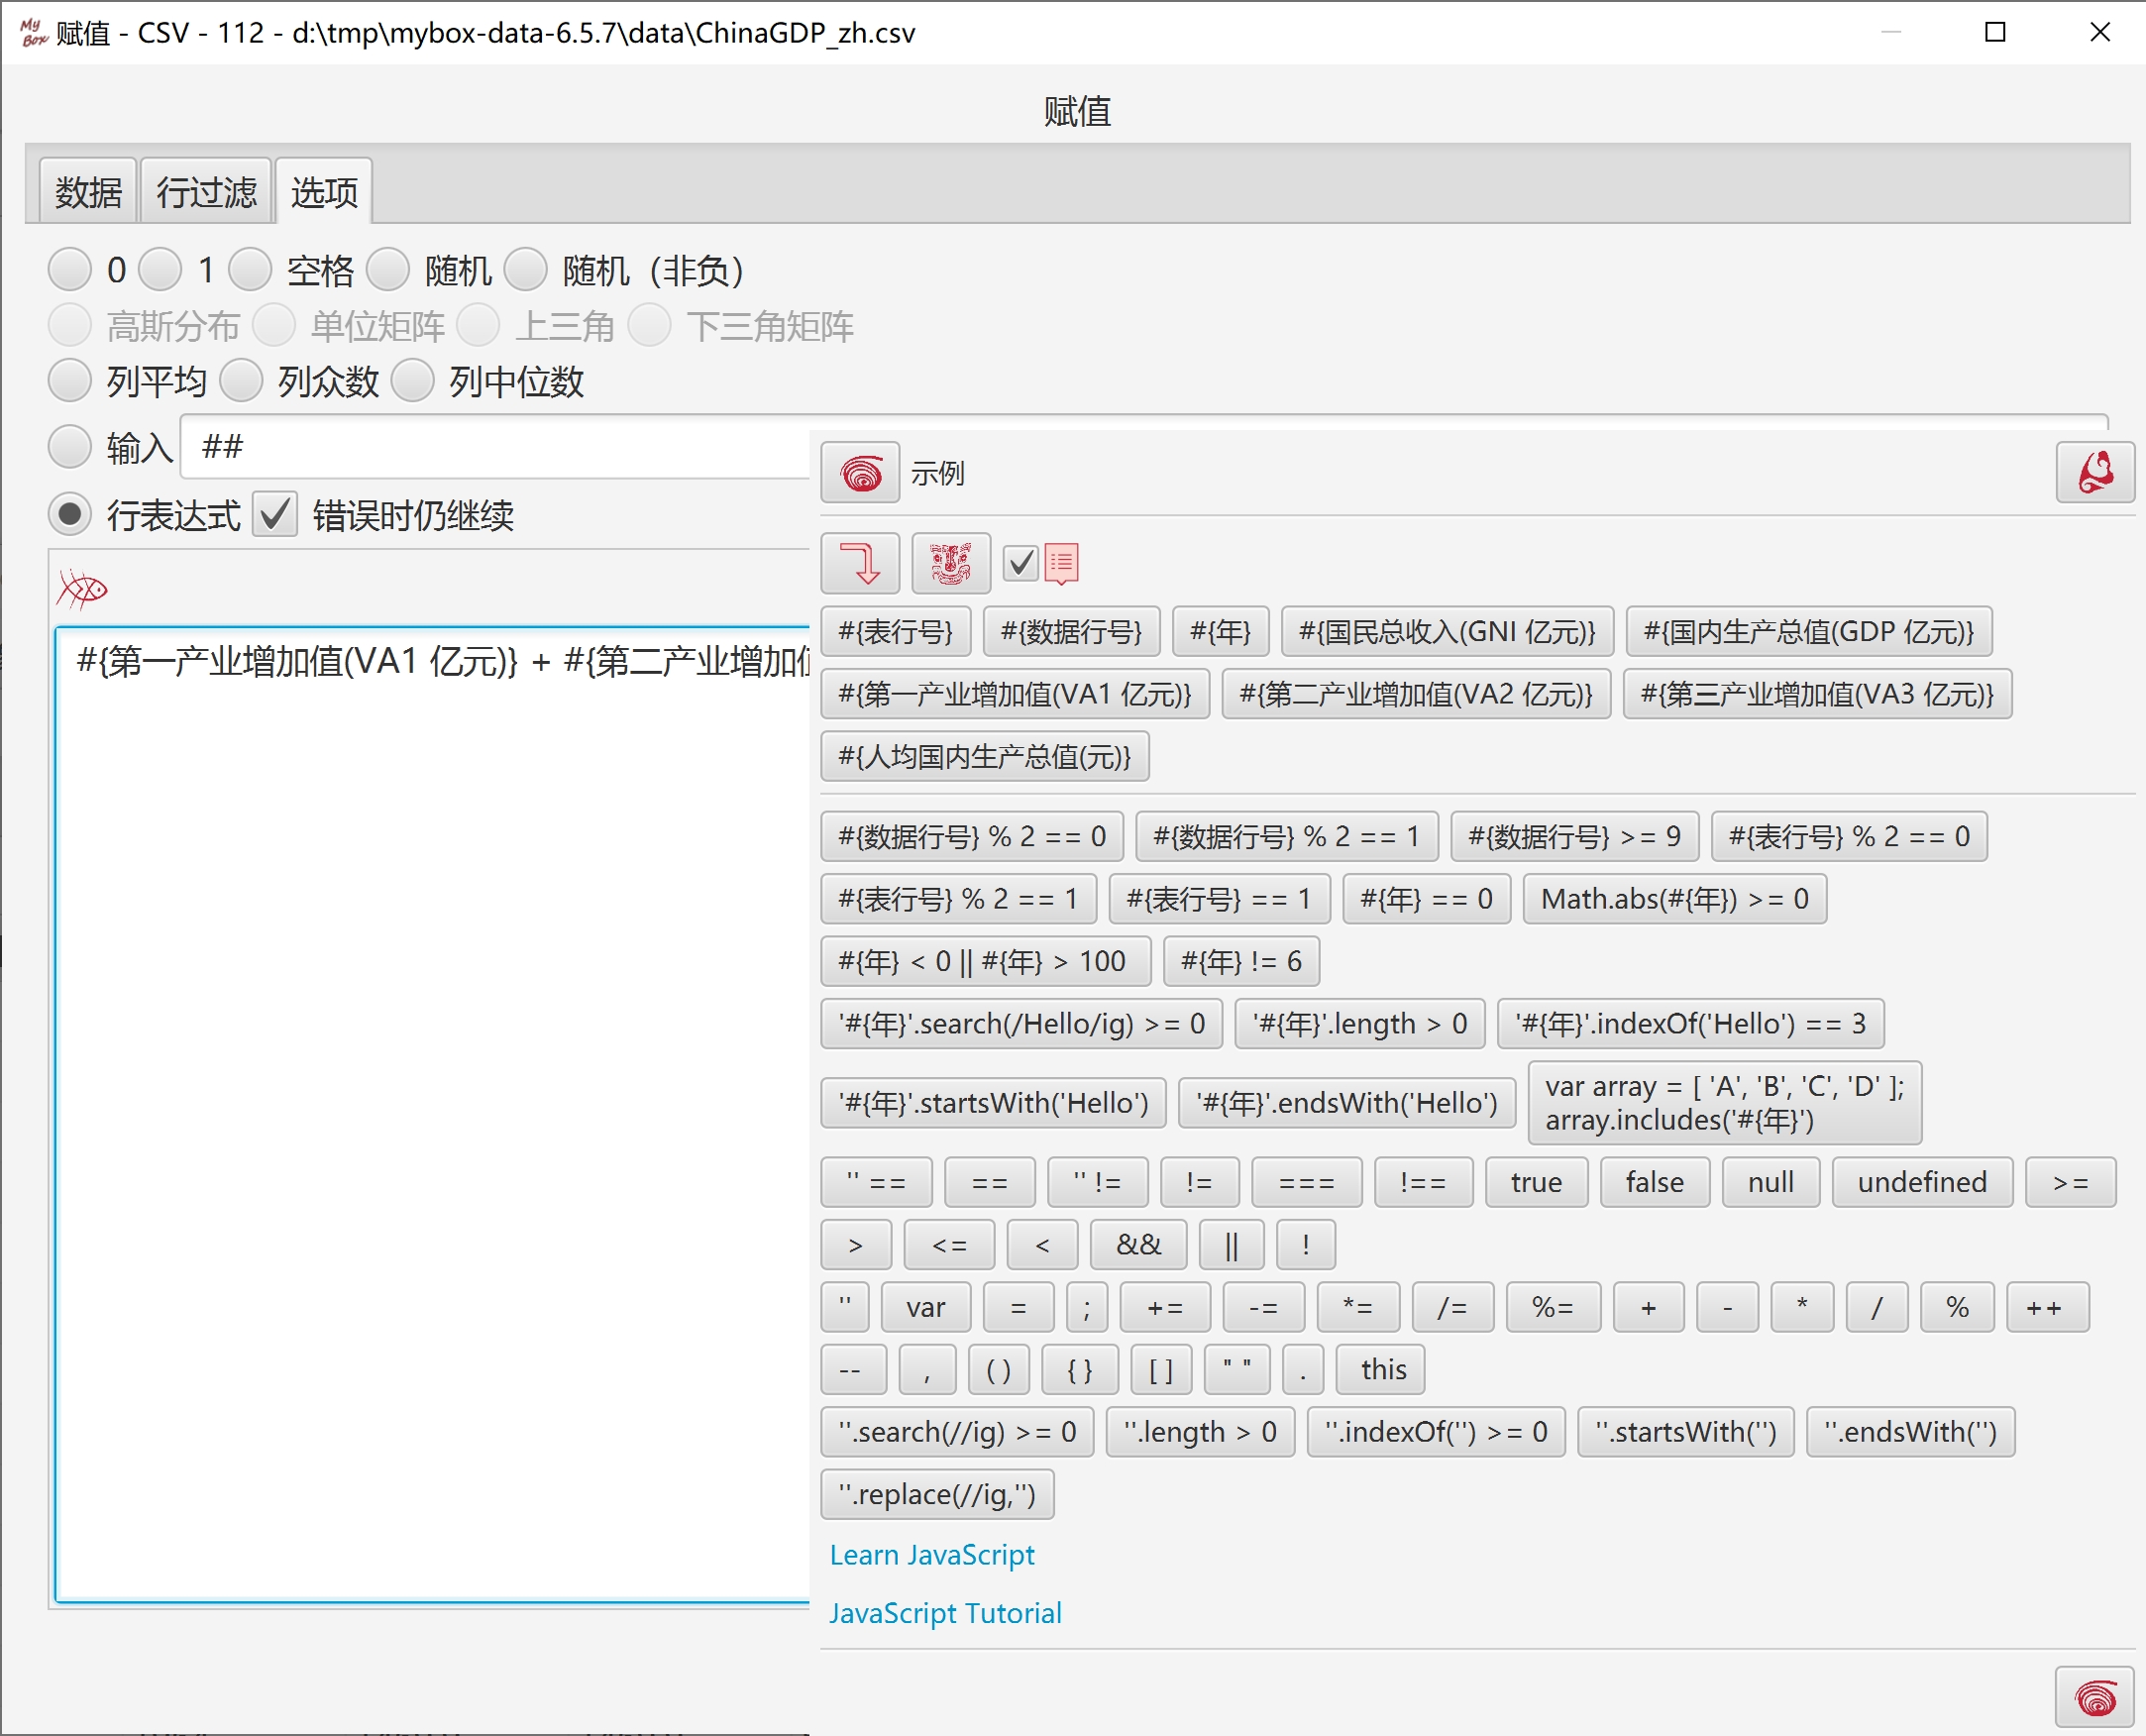 My Box 赋值 - CSV - 112 - d:\tmp\mybox-data-6.5.7\data\ChinaGDP_zh.csv
赋值
数据 行过滤 选项
0 1 空格 随机 随机（非负）
高斯分布 单位矩阵 上三角 下三角矩阵
列平均 列众数 列中位数
输入 ##
行表达式 错误时仍继续
#{第一产业增加值(VA1 亿元)} + #{第二产业增加
示例
#{表行号} #{数据行号} #{年} #{国民总收入(GNI 亿元)} #{国内生产总值(GDP 亿元)}
#{第一产业增加值(VA1 亿元)} #{第二产业增加值(VA2 亿元)} #{第三产业增加值(VA3 亿元)}
#{人均国内生产总值(元)}
#{数据行号} % 2 == 0 #{数据行号} % 2 == 1 #{数据行号} >= 9 #{表行号} % 2 == 0
#{表行号} % 2 == 1 #{表行号} == 1 #{年} == 0 Math.abs(#{年}) >= 0
#{年} < 0 || #{年} > 100 #{年} != 6
'#{年}'.search(/Hello/ig) >= 0 '#{年}'.length > 0 '#{年}'.indexOf('Hello') == 3
'#{年}'.startsWith('Hello') '#{年}'.endsWith('Hello') var array = [ 'A', 'B', 'C', 'D' ];
array.includes('#{年}')
'' == == '' != != === !== true false null undefined >=
> <= < && || !
'' var = ; += -= *= /= %= + - * / % ++
-- , ( ) { } [ ] " " . this
''.search(//ig) >= 0 ''.length > 0 ''.indexOf('') >= 0 ''.startsWith('') ''.endsWith('')
''.replace(//ig,'')
Learn JavaScript
JavaScript Tutorial